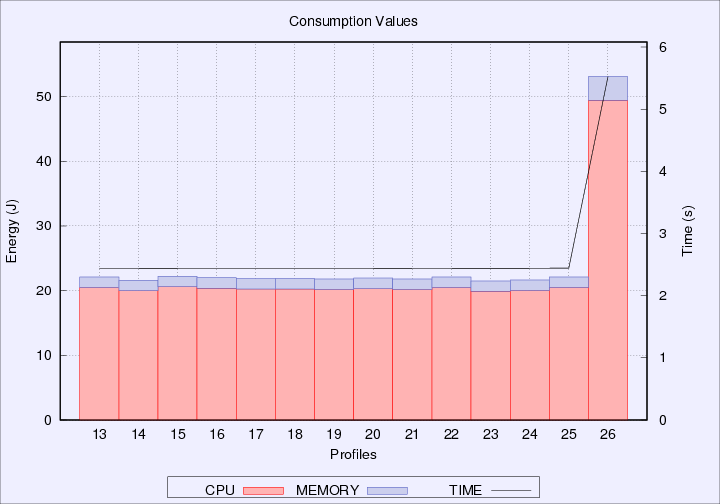 Consumption Values
Energy (J)
50
40
30
20
10
0
6
5
4
3
2
1
0
Time (s)
13 14 15 16 17 18 19 20 21 22 23 24 25 26
Profiles
CPU MEMORY TIME